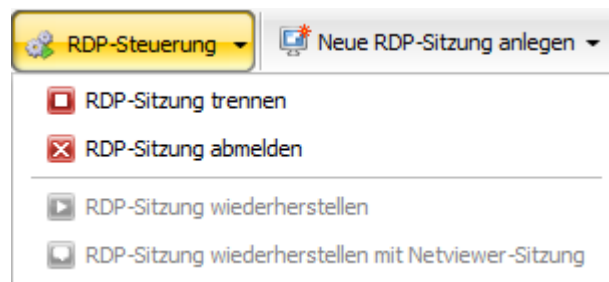 RDP-Steuerung Neue RDP-Sitzung anlegen
RDP-Sitzung trennen
RDP-Sitzung abmelden
RDP-Sitzung wiederherstellen
RDP-Sitzung wiederherstellen mit Netviewer-Sitzung